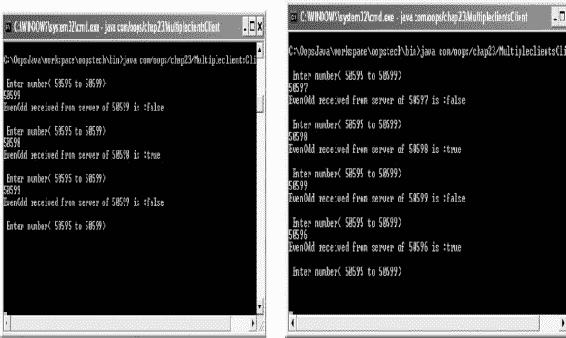 C:\WINDOWS\system32\cmd.exe - java com/oops/chap23/MultipleclientsClient
C:\OopsJava\workspace\oopstech\bin>java com/oops/chap23/MultipleclientsCli
Enter number( 50595 to 50599)
50599
EvenOdd received from server of 50599 is :false
Enter number( 50595 to 50599)
50598
EvenOdd received from server of 50598 is :true
Enter number( 50595 to 50599)
50599
EvenOdd received from server of 50599 is :false
Enter number( 50595 to 50599)
C:\WINDOWS\system32\cmd.exe - java com/oops/chap23/MultipleclientsClient
C:\OopsJava\workspace\oopstech\bin>java com/oops/chap23/MultipleclientsCli
Enter number( 50595 to 50599)
50597
EvenOdd received from server of 50597 is :false
Enter number( 50595 to 50599)
50598
EvenOdd received from server of 50598 is :true
Enter number( 50595 to 50599)
50599
EvenOdd received from server of 50599 is :false
Enter number( 50595 to 50599)
50596
EvenOdd received from server of 50596 is :true
Enter number( 50595 to 50599)